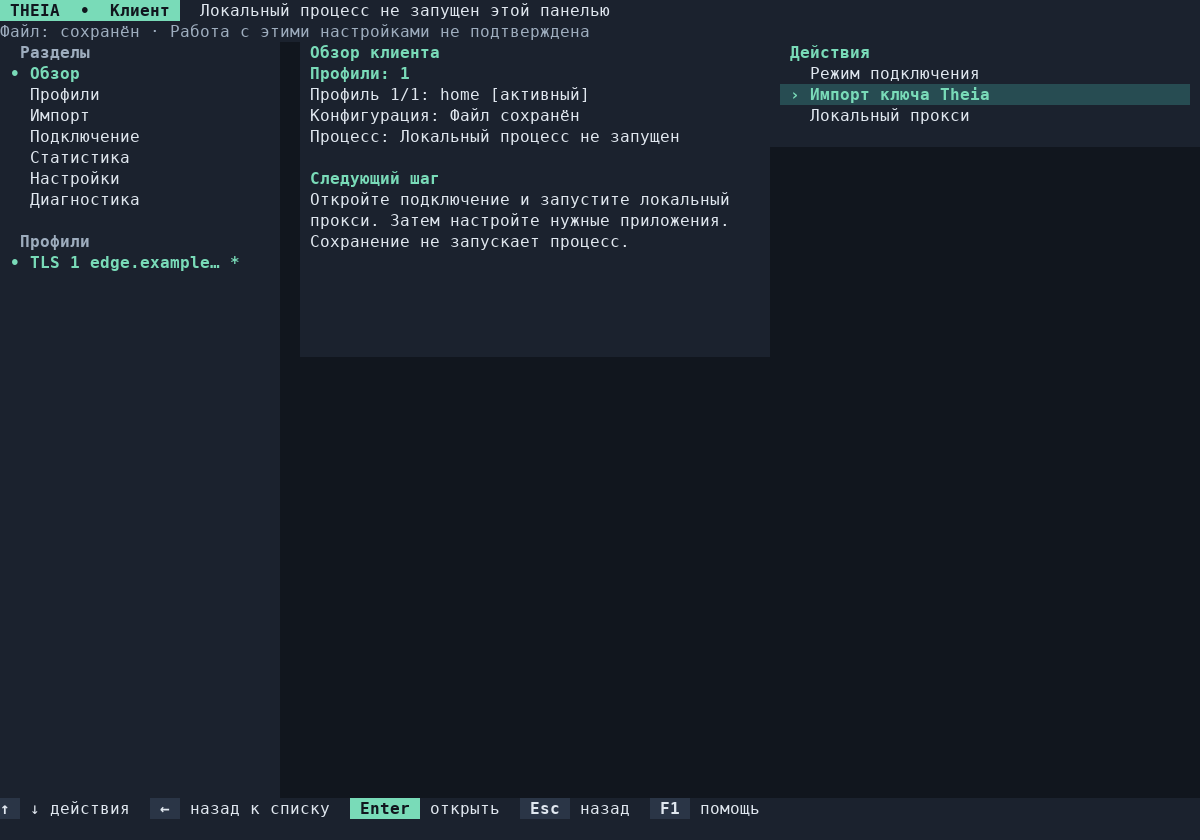 THEIA • Клиент Локальный процесс не запущен этой панелью
Файл: сохранён · Работа с этими настройками не подтверждена
Разделы
• Обзор
Профили
Импорт
Подключение
Статистика
Настройки
Диагностика
Профили
• TLS 1 edge.example… *
Обзор клиента
Профили: 1
Профиль 1/1: home [активный]
Конфигурация: Файл сохранён
Процесс: Локальный процесс не запущен
Следующий шаг
Откройте подключение и запустите локальный
прокси. Затем настройте нужные приложения.
Сохранение не запускает процесс.
Действия
Режим подключения
› Импорт ключа Theia
Локальный прокси
↑ ↓ действия ← назад к списку Enter открыть Esc назад F1 помощь